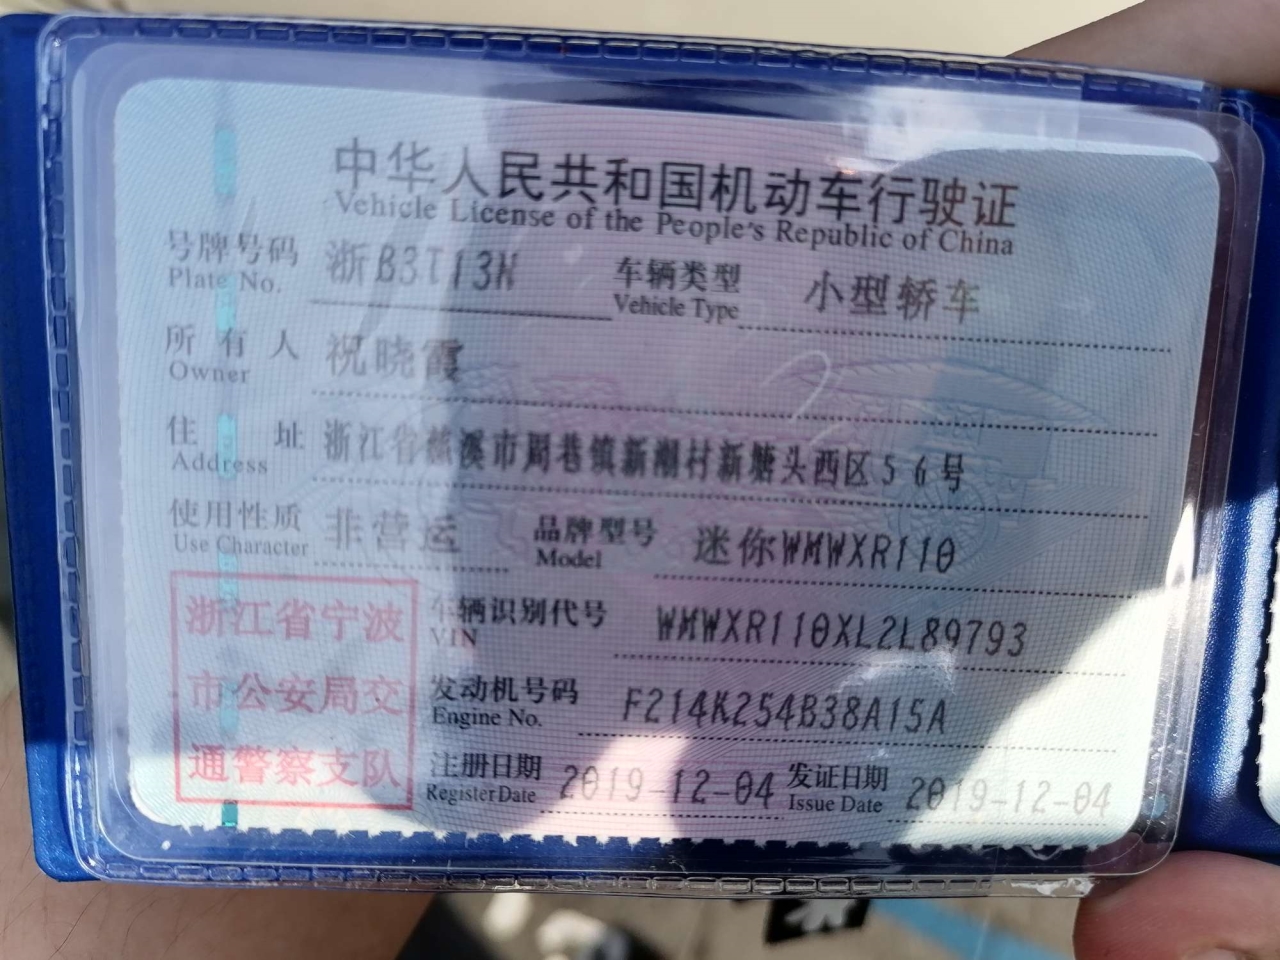 中华人民共和国机动车行驶证
Vehicle License of the People's Republic of China
号牌号码 浙B3T13N 车辆类型 小型轿车
Plate No. Vehicle Type
所有人 祝晓霞
Owner
住址 浙江省慈溪市周巷镇新潮村新塘头西区56号
Address
使用性质 非营运 品牌型号 迷你WMWXR110
Use Character Model
浙江省宁波
市公安局交
通警察支队
车辆识别代号 WMWXR110XL2L89793
VIN
发动机号码 F214K254B38A15A
Engine No.
注册日期 2019-12-04 发证日期 2019-12-04
Register Date Issue Date